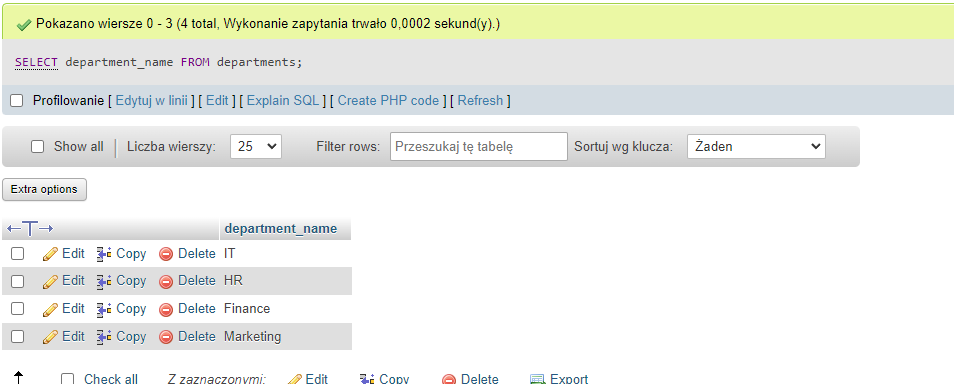 Pokazano wiersze 0 - 3 (4 total, Wykonanie zapytania trwało 0,0002 sekund(y).)
SELECT department_name FROM departments;
Profilowanie [ Edytuj w linii ] [ Edit ] [ Explain SQL ] [ Create PHP code ] [ Refresh ]
Show all Liczba wierszy: 25 Filter rows: Przeszukaj tę tabelę Sortuj wg klucza: Żaden
Extra options
department_name
Edit Copy Delete IT
Edit Copy Delete HR
Edit Copy Delete Finance
Edit Copy Delete Marketing
Check all Z zaznaczonymi: Edit Copy Delete Export